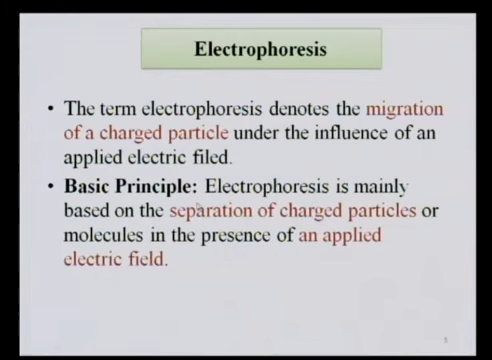 Electrophoresis
• The term electrophoresis denotes the migration
of a charged particle under the influence of an
applied electric filed.
• Basic Principle: Electrophoresis is mainly
based on the separation of charged particles or
molecules in the presence of an applied
electric field.
5